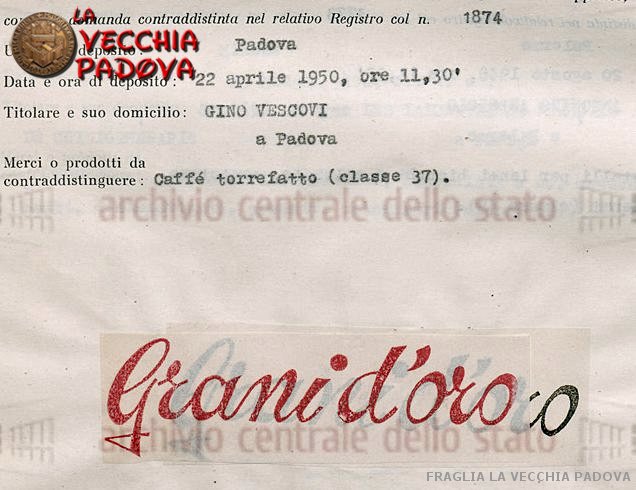 domanda contraddistinta nel relativo Registro col n. 1874
LA VECCHIA PADOVA
deposito: Padova
Data e ora di deposito: 22 aprile 1950, ore 11,30'
Titolare e suo domicilio: GINO VESCOVI
a Padova
Merci o prodotti da
contraddistinguere: Caffé torrefatto (classe 37).
archivio centrale dello stato
Grani d'oro
co
archivio centrale dello stato
FRAGLIA LA VECCHIA PADOVA